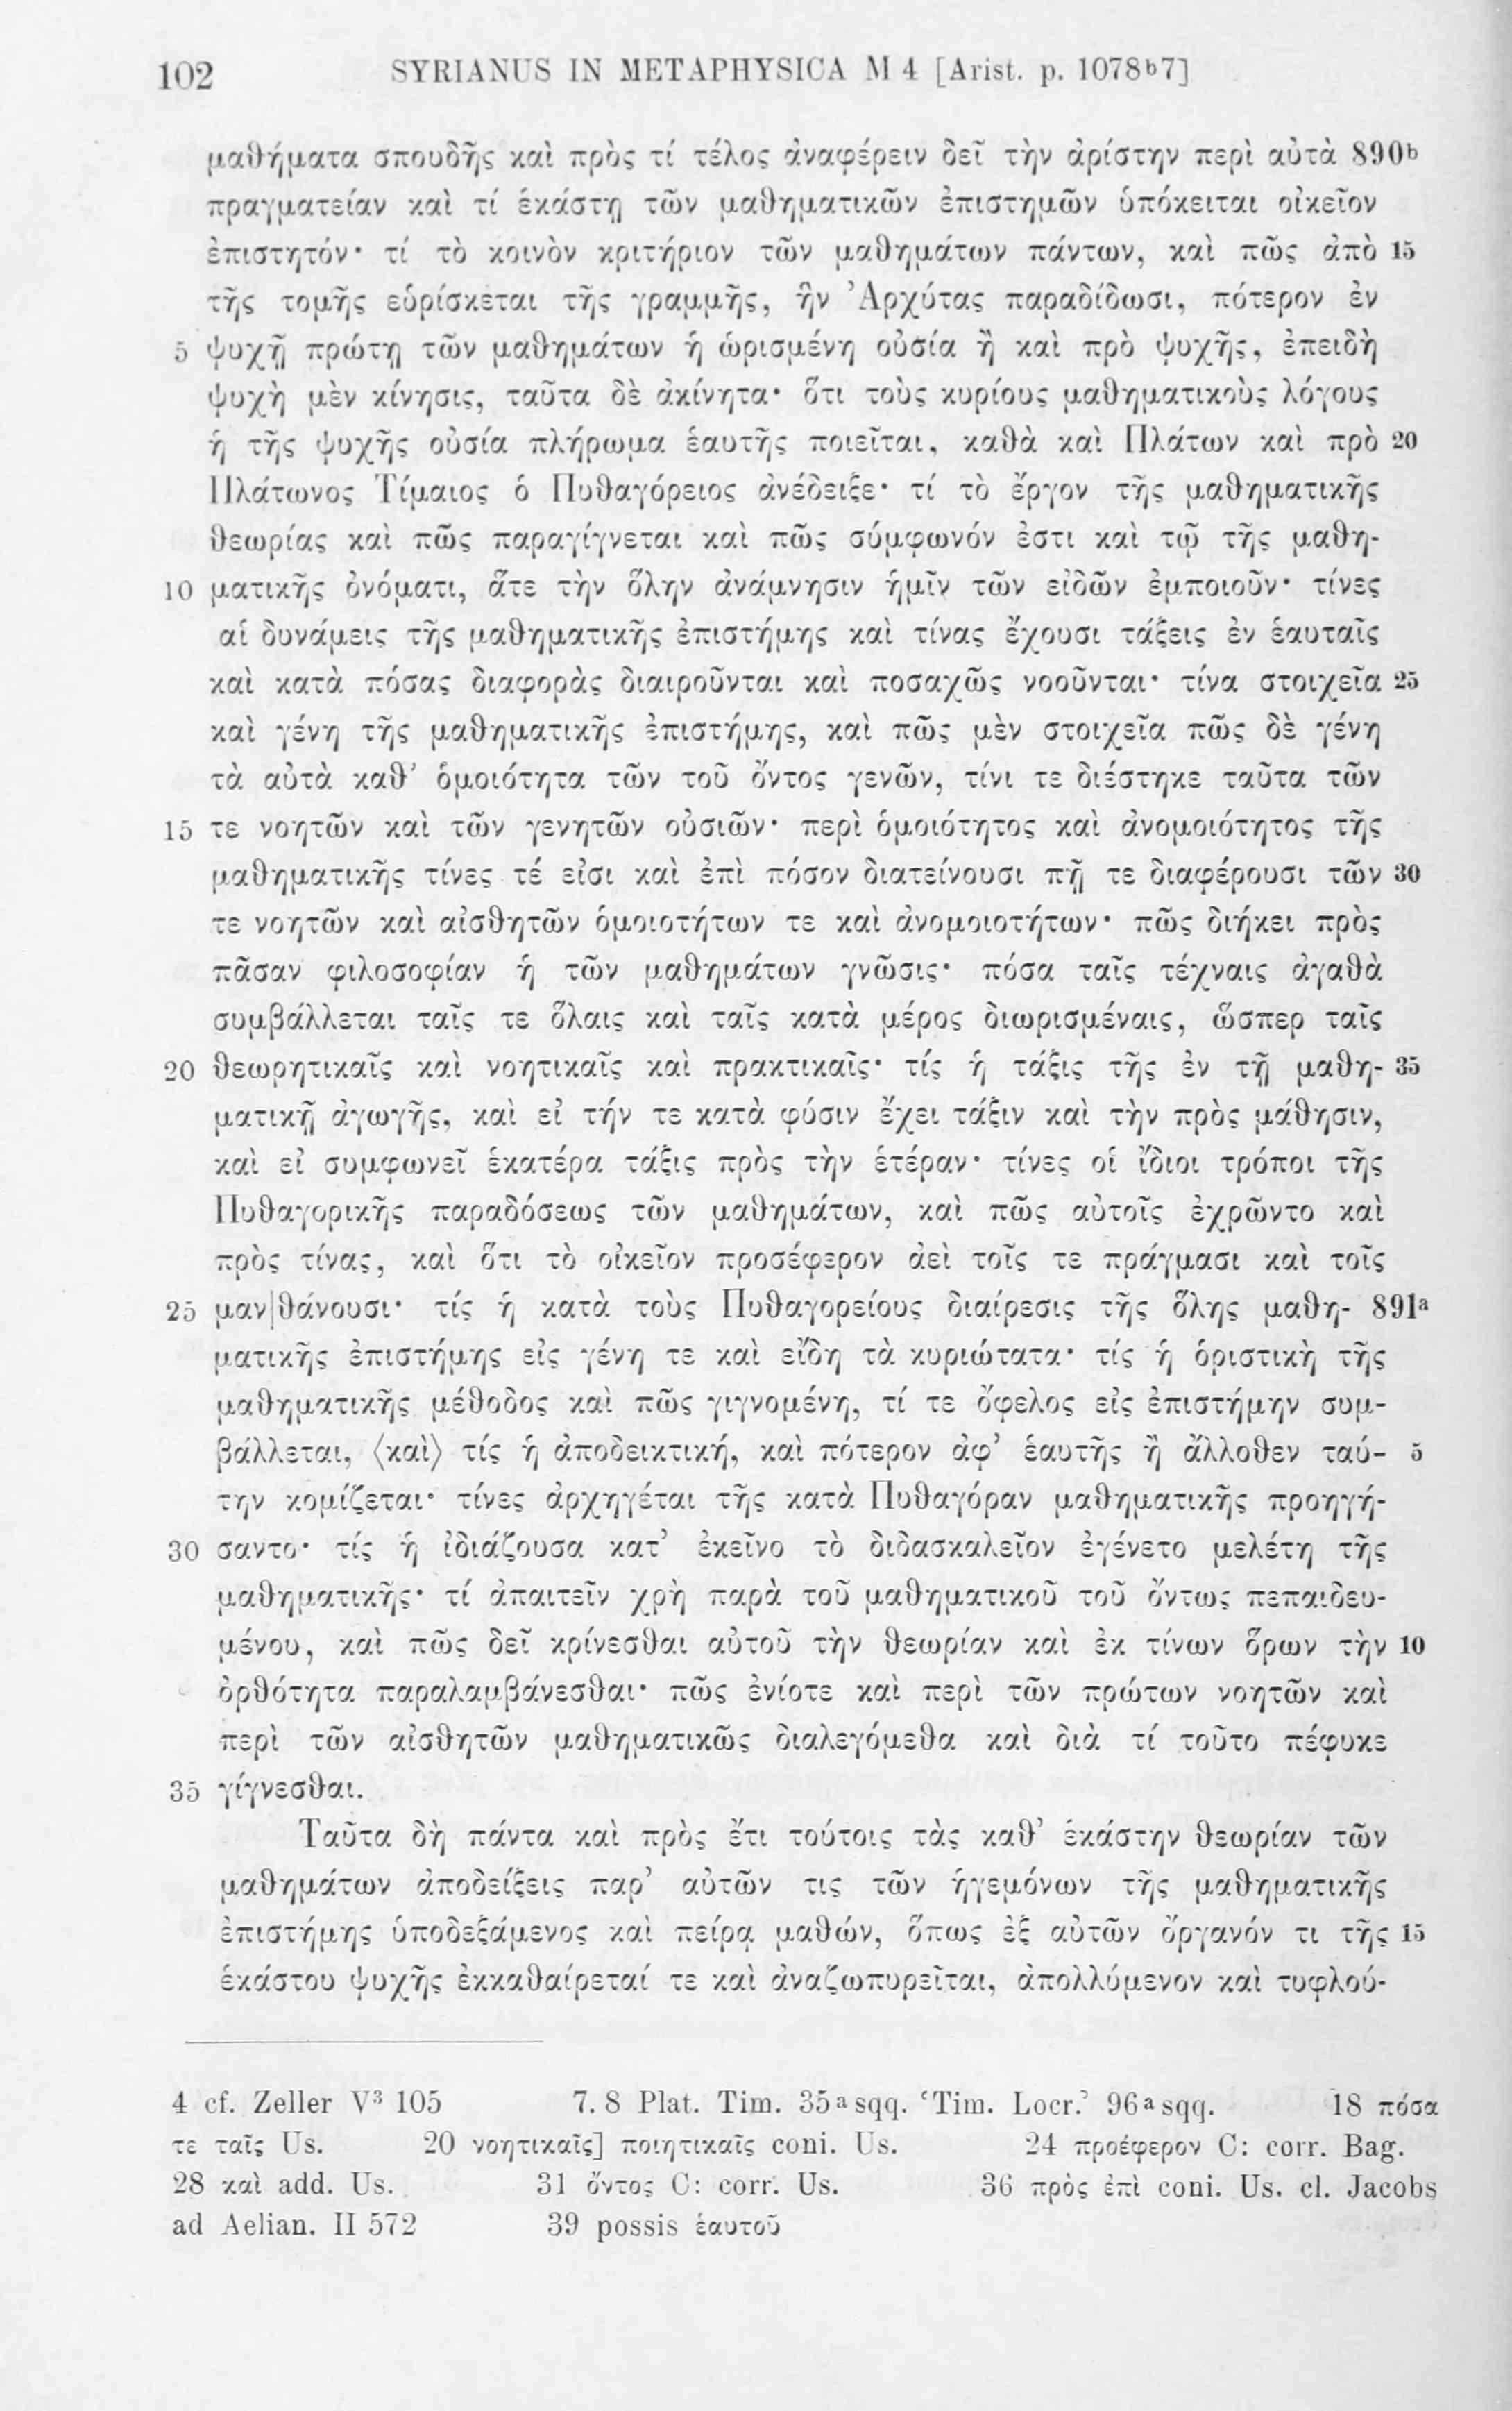 102 SYRIANUS IN METAPHYSICA M 4 [Arist. p. 1078ᵇ7]
μαθήματα σπουδῆς καὶ πρὸς τί τέλος ἀναφέρειν δεῖ τὴν ἀρίστην περὶ αὐτὰ 890ᵇ
πραγματείαν καὶ τί ἑκάστῃ τῶν μαθηματικῶν ἐπιστημῶν ὑπόκειται οἰκεῖον
ἐπιστητόν· τί τὸ κοινὸν κριτήριον τῶν μαθημάτων πάντων, καὶ πῶς ἀπὸ 15
τῆς τομῆς εὑρίσκεται τῆς γραμμῆς, ἣν Ἀρχύτας παραδίδωσι, πότερον ἐν
5 ψυχῇ πρώτῃ τῶν μαθημάτων ἡ ὡρισμένη οὐσία ἢ καὶ πρὸ ψυχῆς, ἐπειδὴ
ψυχὴ μὲν κίνησις, ταῦτα δὲ ἀκίνητα· ὅτι τοὺς κυρίους μαθηματικοὺς λόγους
ἡ τῆς ψυχῆς οὐσία πλήρωμα ἑαυτῆς ποιεῖται, καθὰ καὶ Πλάτων καὶ πρὸ 20
Πλάτωνος Τίμαιος ὁ Πυθαγόρειος ἀνέδειξε· τί τὸ ἔργον τῆς μαθηματικῆς
θεωρίας καὶ πῶς παραγίγνεται καὶ πῶς σύμφωνόν ἐστι καὶ τῷ τῆς μαθη-
10 ματικῆς ὀνόματι, ἅτε τὴν ὅλην ἀνάμνησιν ἡμῖν τῶν εἰδῶν ἐμποιοῦν· τίνες
αἱ δυνάμεις τῆς μαθηματικῆς ἐπιστήμης καὶ τίνας ἔχουσι τάξεις ἐν ἑαυταῖς
καὶ κατὰ πόσας διαφορὰς διαιροῦνται καὶ ποσαχῶς νοοῦνται· τίνα στοιχεῖα 25
καὶ γένη τῆς μαθηματικῆς ἐπιστήμης, καὶ πῶς μὲν στοιχεῖα πῶς δὲ γένη
τὰ αὐτὰ καθ’ ὁμοιότητα τῶν τοῦ ὄντος γενῶν, τίνι τε διέστηκε ταῦτα τῶν
15 τε νοητῶν καὶ τῶν γενητῶν οὐσιῶν· περὶ ὁμοιότητος καὶ ἀνομοιότητος τῆς
μαθηματικῆς τίνες τέ εἰσι καὶ ἐπὶ πόσον διατείνουσι πῇ τε διαφέρουσι τῶν 30
τε νοητῶν καὶ αἰσθητῶν ὁμοιοτήτων τε καὶ ἀνομοιοτήτων· πῶς διήκει πρὸς
πᾶσαν φιλοσοφίαν ἡ τῶν μαθημάτων γνῶσις· πόσα ταῖς τέχναις ἀγαθὰ
συμβάλλεται ταῖς τε ὅλαις καὶ ταῖς κατὰ μέρος διωρισμέναις, ὥσπερ ταῖς
20 θεωρητικαῖς καὶ νοητικαῖς καὶ πρακτικαῖς· τίς ἡ τάξις τῆς ἐν τῇ μαθη- 35
ματικῇ ἀγωγῆς, καὶ εἰ τήν τε κατὰ φύσιν ἔχει τάξιν καὶ τὴν πρὸς μάθησιν,
καὶ εἰ συμφωνεῖ ἑκατέρα τάξις πρὸς τὴν ἑτέραν· τίνες οἱ ἴδιοι τρόποι τῆς
Πυθαγορικῆς παραδόσεως τῶν μαθημάτων, καὶ πῶς αὐτοῖς ἐχρῶντο καὶ
πρὸς τίνας, καὶ ὅτι τὸ οἰκεῖον προσέφερον ἀεὶ τοῖς τε πράγμασι καὶ τοῖς
25 μαν|θάνουσι· τίς ἡ κατὰ τοὺς Πυθαγορείους διαίρεσις τῆς ὅλης μαθη- 891ᵃ
ματικῆς ἐπιστήμης εἰς γένη τε καὶ εἴδη τὰ κυριώτατα· τίς ἡ ὁριστικὴ τῆς
μαθηματικῆς μέθοδος καὶ πῶς γιγνομένη, τί τε ὄφελος εἰς ἐπιστήμην συμ-
βάλλεται, ⟨καὶ⟩ τίς ἡ ἀποδεικτική, καὶ πότερον ἀφ’ ἑαυτῆς ἢ ἄλλοθεν ταύ- 5
την κομίζεται· τίνες ἀρχηγέται τῆς κατὰ Πυθαγόραν μαθηματικῆς προηγή-
30 σαντο· τίς ἡ ἰδιάζουσα κατ’ ἐκεῖνο τὸ διδασκαλεῖον ἐγένετο μελέτη τῆς
μαθηματικῆς· τί ἀπαιτεῖν χρὴ παρὰ τοῦ μαθηματικοῦ τοῦ ὄντως πεπαιδευ-
μένου, καὶ πῶς δεῖ κρίνεσθαι αὐτοῦ τὴν θεωρίαν καὶ ἐκ τίνων ὅρων τὴν 10
ὀρθότητα παραλαμβάνεσθαι· πῶς ἐνίοτε καὶ περὶ τῶν πρώτων νοητῶν καὶ
περὶ τῶν αἰσθητῶν μαθηματικῶς διαλεγόμεθα καὶ διὰ τί τοῦτο πέφυκε
35 γίγνεσθαι.
Ταῦτα δὴ πάντα καὶ πρὸς ἔτι τούτοις τὰς καθ’ ἑκάστην θεωρίαν τῶν
μαθημάτων ἀποδείξεις παρ’ αὐτῶν τις τῶν ἡγεμόνων τῆς μαθηματικῆς
ἐπιστήμης ὑποδεξάμενος καὶ πείρᾳ μαθών, ὅπως ἐξ αὐτῶν ὄργανόν τι τῆς 15
ἑκάστου ψυχῆς ἐκκαθαίρεταί τε καὶ ἀναζωπυρεῖται, ἀπολλύμενον καὶ τυφλού-
4 cf. Zeller V³ 105 7. 8 Plat. Tim. 35ᵃ sqq. ‘Tim. Locr.’ 96ᵃ sqq. 18 πόσα
τε ταῖς Us. 20 νοητικαῖς] ποιητικαῖς coni. Us. 24 προέφερον C: corr. Bag.
28 καὶ add. Us. 31 ὄντος C: corr. Us. 36 πρὸς ἐπὶ coni. Us. cl. Jacobs
ad Aelian. II 572 39 possis ἑαυτοῦ